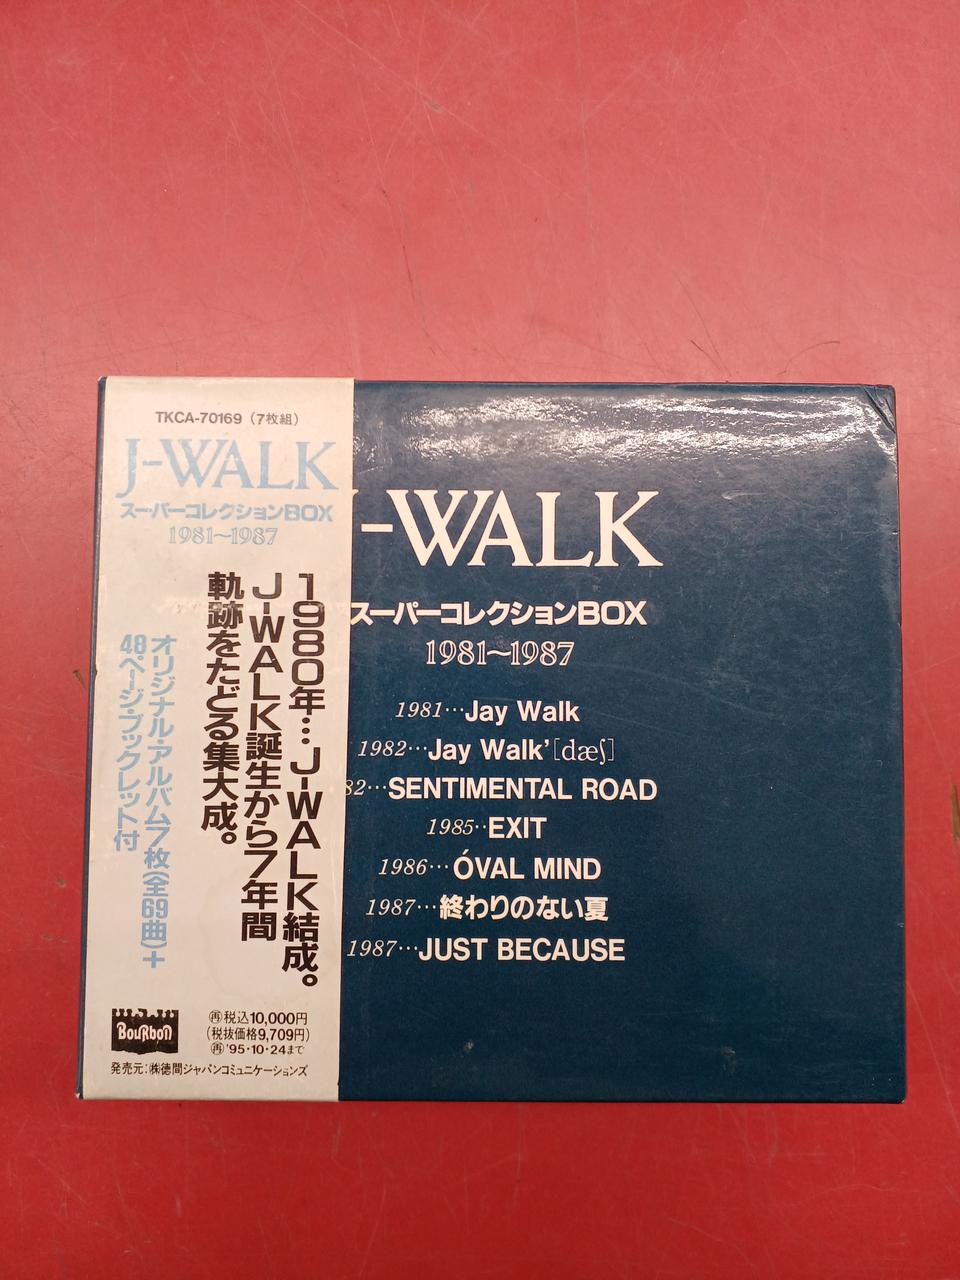 TKCA-70169 (7枚組)
J-WALK
スーパーコレクションBOX
1981〜1987
1980年…J-WALK結成。
J-WALK誕生から7年間
軌跡をたどる集大成。
オリジナル・アルバム7枚(全69曲)+
48ページ・ブックレット付
BouRboN
再税込10,000円
(税抜価格9,709円)
再'95・10・24まで
発売元:㈱徳間ジャパンコミュニケーションズ
-WALK
スーパーコレクションBOX
1981〜1987
1981…Jay Walk
1982…Jay Walk'[dæʃ]
82…SENTIMENTAL ROAD
1985‥EXIT
1986…ÓVAL MIND
1987…終わりのない夏
1987…JUST BECAUSE